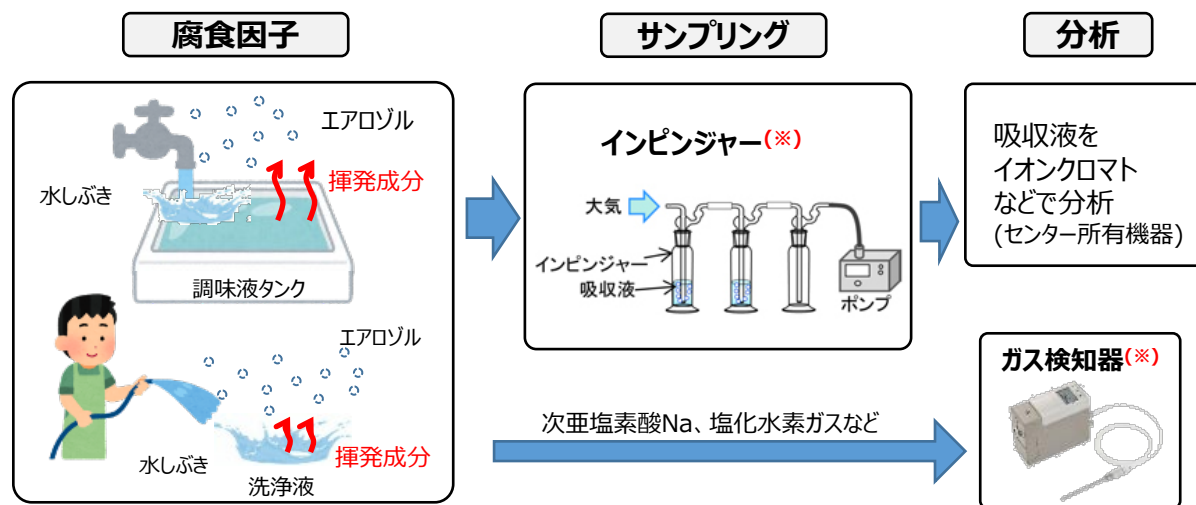 腐食因子
サンプリング
分析
エアロゾル
揮発成分
水しぶき
調味液タンク
エアロゾル
揮発成分
水しぶき
洗浄液
インピンジャー(※)
大気
インピンジャー
吸収液
ポンプ
次亜塩素酸Na、塩化水素ガスなど
吸収液を
イオンクロマト
などで分析
(センター所有機器)
ガス検知器(※)